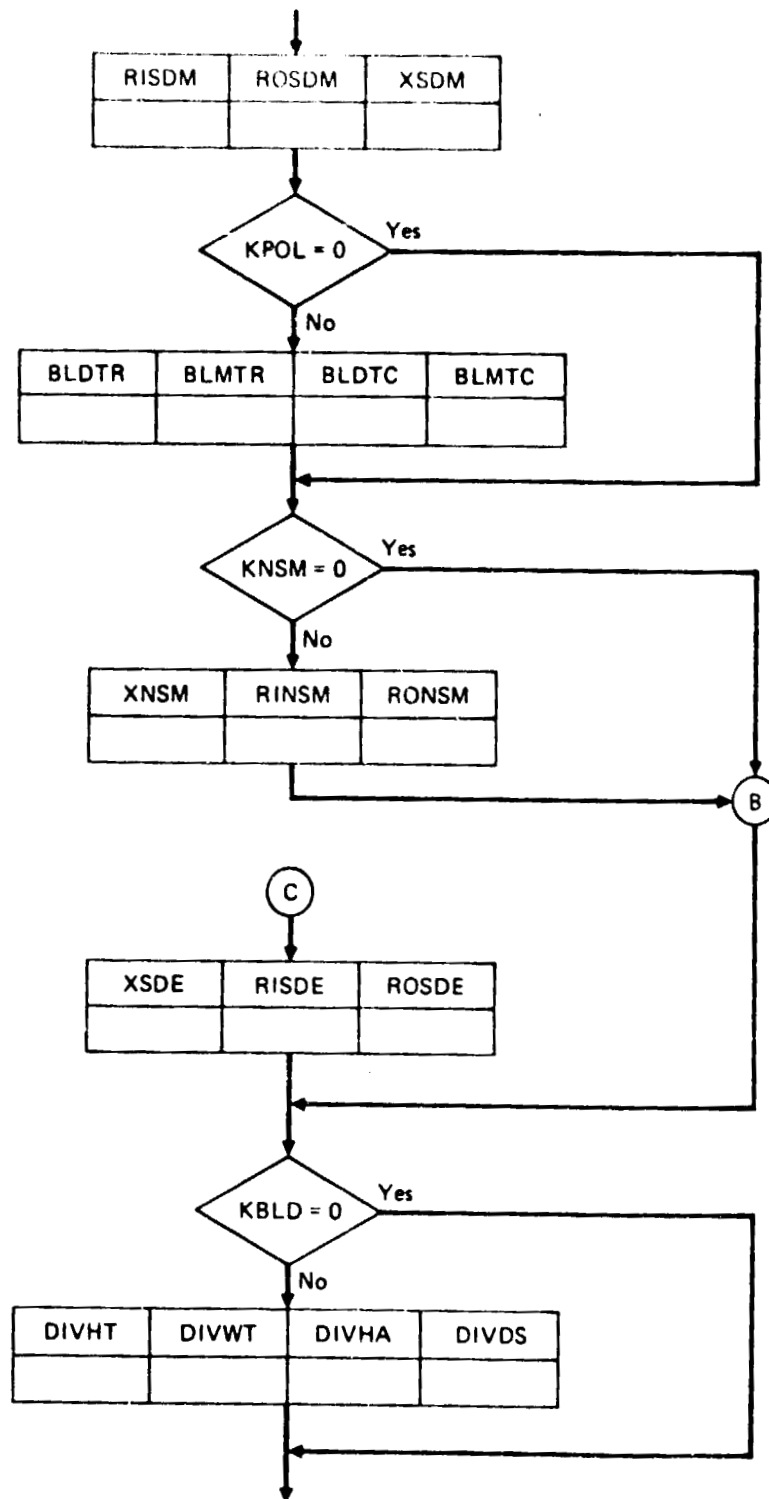 RISDM ROSDM XSDM
KPOL = 0
Yes
No
BLDTR BLMTR BLDTC BLMTC
KNSM = 0
Yes
No
XNSM RINSM RONSM
B
C
XSDE RISDE ROSDE
KBLD = 0
Yes
No
DIVHT DIVWT DIVHA DIVDS